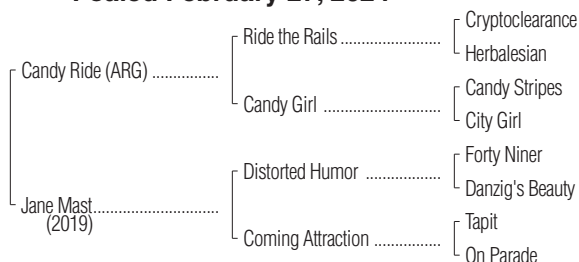 Foaled February 27, 2024
Cryptoclearance
Ride the Rails ..........................
Herbalesian
Candy Ride (ARG) .................
Candy Stripes
Candy Girl ..............................
City Girl
Forty Niner
Distorted Humor ...................
Danzig's Beauty
Jane Mast................................
(2019)
Tapit
Coming Attraction .................
On Parade